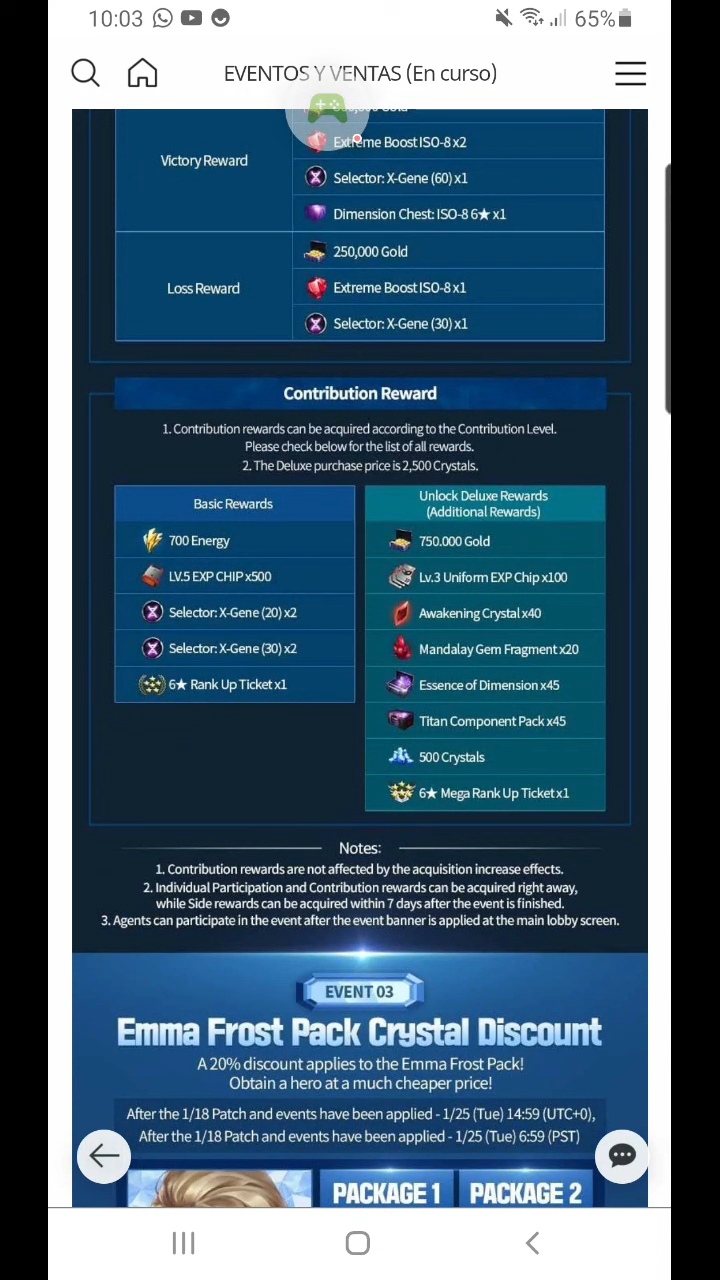 10:03
65%
EVENTOS Y VENTAS (En curso)
Victory Reward
Extreme Boost ISO-8 x2
Selector: X-Gene (60) x1
Dimension Chest: ISO-8 6★ x1
Loss Reward
250,000 Gold
Extreme Boost ISO-8 x1
Selector: X-Gene (30) x1
Contribution Reward
1. Contribution rewards can be acquired according to the Contribution Level.
Please check below for the list of all rewards.
2. The Deluxe purchase price is 2,500 Crystals.
Basic Rewards
700 Energy
LV.5 EXP CHIP x500
Selector: X-Gene (20) x2
Selector: X-Gene (30) x2
6★ Rank Up Ticket x1
Unlock Deluxe Rewards
(Additional Rewards)
750.000 Gold
Lv.3 Uniform EXP Chip x100
Awakening Crystal x40
Mandalay Gem Fragment x20
Essence of Dimension x45
Titan Component Pack x45
500 Crystals
6★ Mega Rank Up Ticket x1
Notes:
1. Contribution rewards are not affected by the acquisition increase effects.
2. Individual Participation and Contribution rewards can be acquired right away,
while Side rewards can be acquired within 7 days after the event is finished.
3. Agents can participate in the event after the event banner is applied at the main lobby screen.
EVENT 03
Emma Frost Pack Crystal Discount
A 20% discount applies to the Emma Frost Pack!
Obtain a hero at a much cheaper price!
After the 1/18 Patch and events have been applied - 1/25 (Tue) 14:59 (UTC+0),
After the 1/18 Patch and events have been applied - 1/25 (Tue) 6:59 (PST)
PACKAGE 1
PACKAGE 2